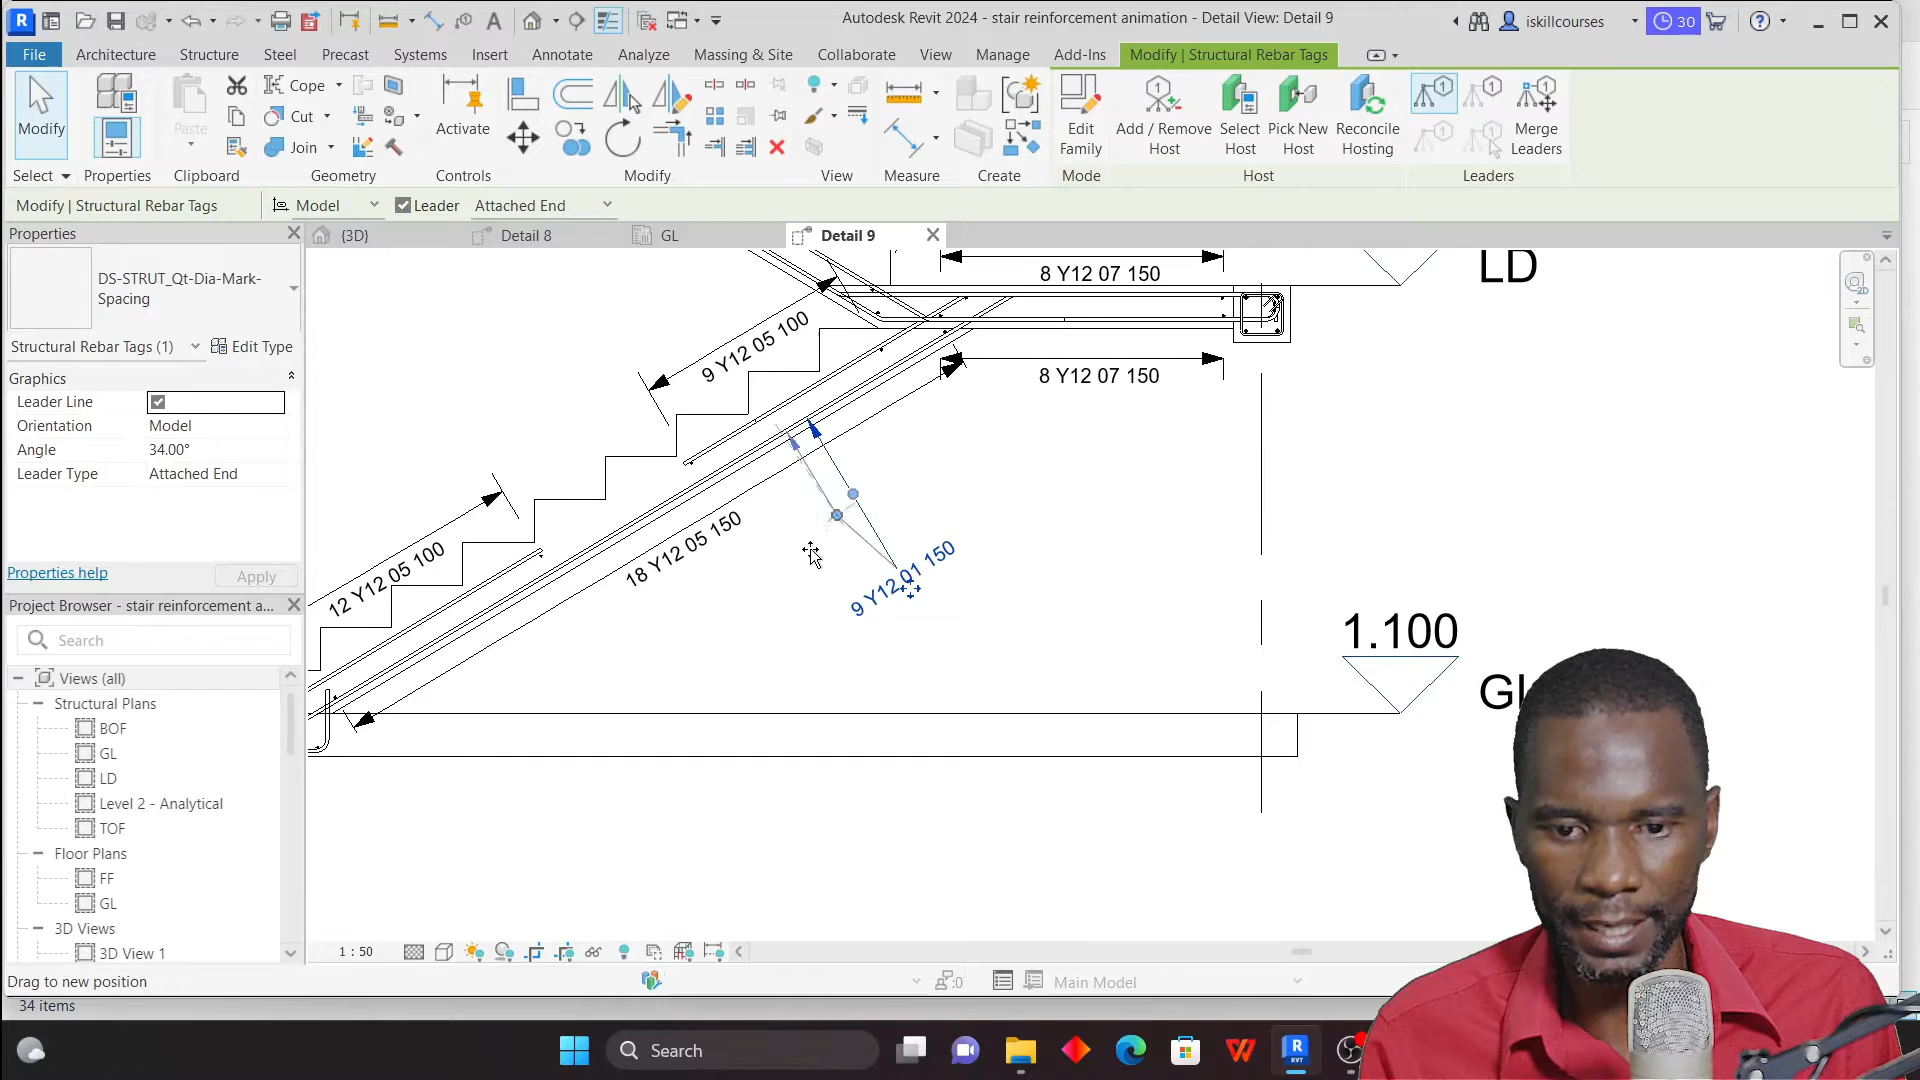 Autodesk Revit 2024 - stair reinforcement animation - Detail View: Detail 9
iskillcourses
30
File Architecture Structure Steel Precast Systems Insert Annotate Analyze Massing & Site Collaborate View Manage Add-Ins Modify | Structural Rebar Tags
Modify
Paste
Cope
Cut
Join
Activate
Edit Family
Add / Remove Host
Select Host
Pick New Host
Reconcile Hosting
Merge Leaders
Select Properties Clipboard Geometry Controls Modify View Measure Create Mode Host Leaders
Modify | Structural Rebar Tags Model Leader Attached End
Properties
{3D} Detail 8 GL Detail 9
DS-STRUT_Qt-Dia-Mark-
Spacing
Structural Rebar Tags (1) Edit Type
Graphics
Leader Line
Orientation Model
Angle 34.00°
Leader Type Attached End
Properties help Apply
Project Browser - stair reinforcement a...
Search
Views (all)
Structural Plans
BOF
GL
LD
Level 2 - Analytical
TOF
Floor Plans
FF
GL
3D Views
3D View 1
8 Y12 07 150
LD
9 Y12 05 100
8 Y12 07 150
18 Y12 05 150
12 Y12 05 100
9 Y12 01 150
1.100
GL
1 : 50
Drag to new position
:0
Main Model
34 items
Search